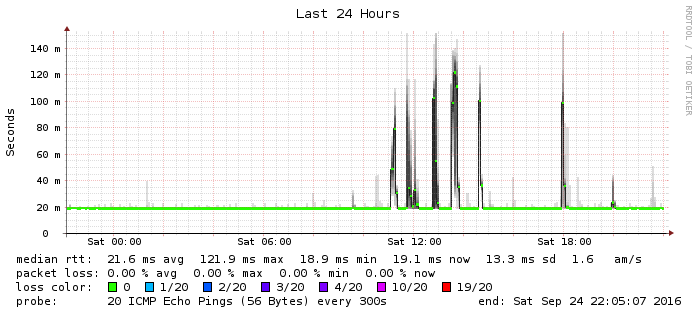 Last 24 Hours
RRDTOOL / TOBI OETIKER
Seconds
140 m
120 m
100 m
80 m
60 m
40 m
20 m
0
Sat 00:00 Sat 06:00 Sat 12:00 Sat 18:00
median rtt: 21.6 ms avg 121.9 ms max 18.9 ms min 19.1 ms now 13.3 ms sd 1.6 am/s
packet loss: 0.00 % avg 0.00 % max 0.00 % min 0.00 % now
loss color: 0 1/20 2/20 3/20 4/20 10/20 19/20
probe: 20 ICMP Echo Pings (56 Bytes) every 300s end: Sat Sep 24 22:05:07 2016